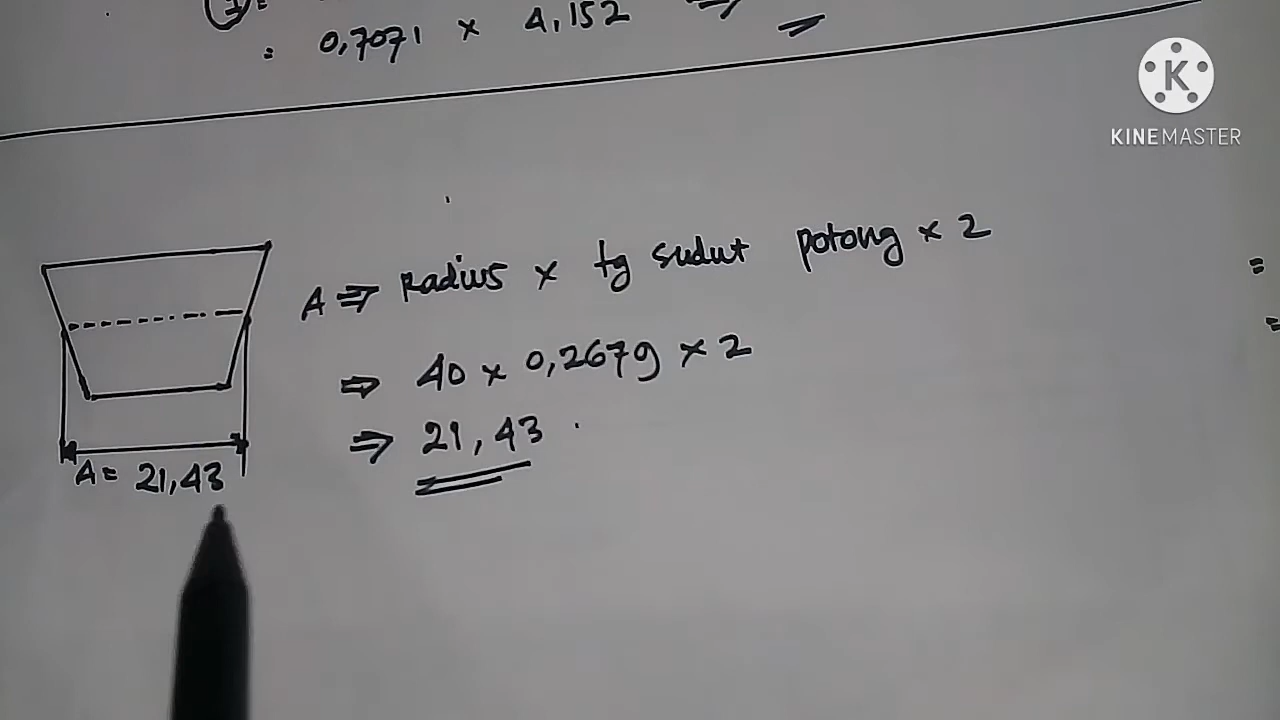 = 0,7071 x 4,152 ⇒
K
KINEMASTER
A ⇒ Radius x tg sudut potong x 2
⇒ 40 x 0,2679 x 2
⇒ 21,43
A = 21,43